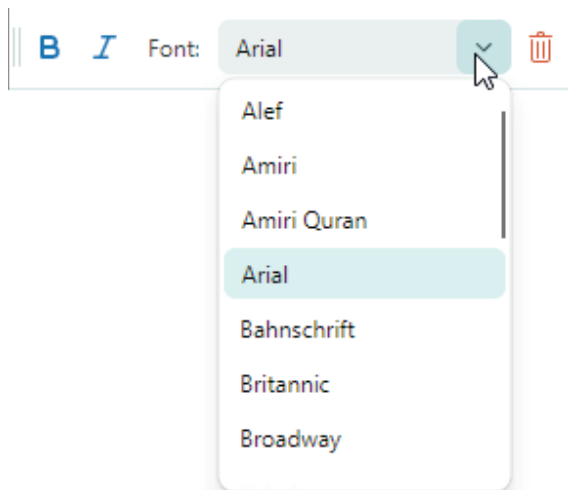 B I Font: Arial
Alef
Amiri
Amiri Quran
Arial
Bahnschrift
Britannic
Broadway